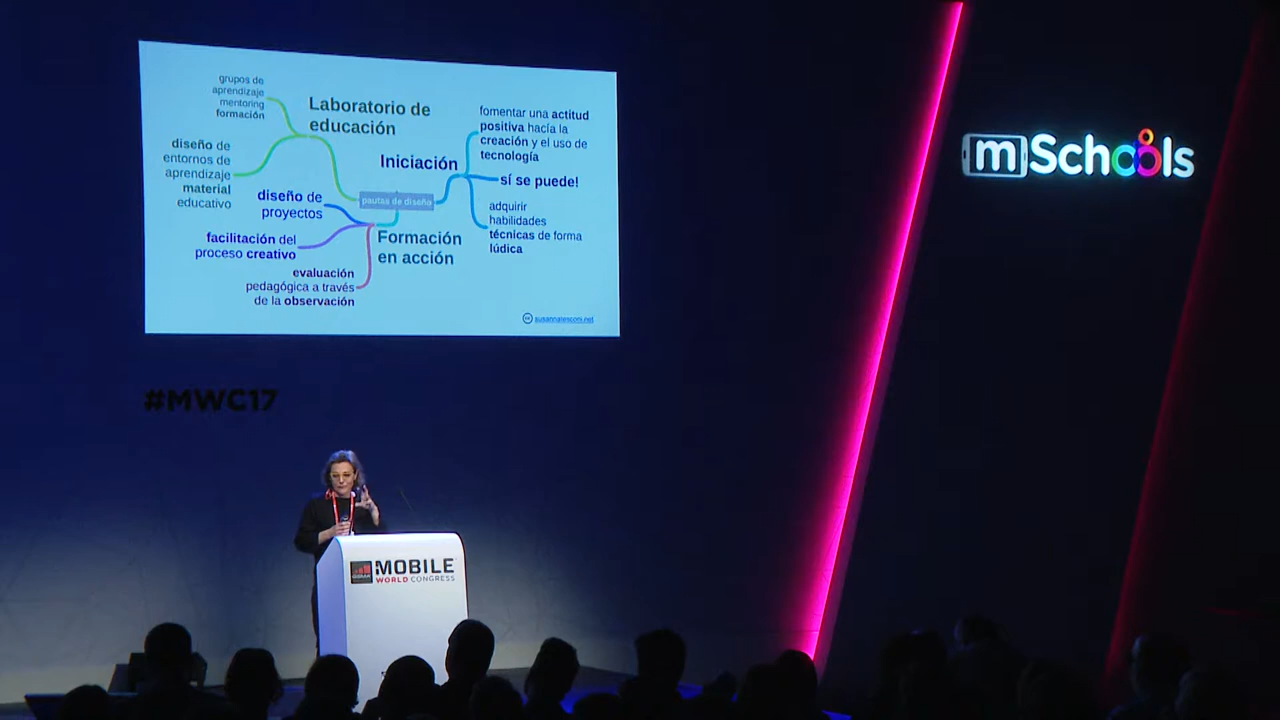 grupos de
aprendizaje
mentoring
formación
Laboratorio de
educación
diseño de
entornos de
aprendizaje
material
educativo
Iniciación
fomentar una actitud
positiva hacía la
creación y el uso de
tecnología
sí se puede!
adquirir
habilidades
técnicas de forma
lúdica
pautas de diseño
diseño de
proyectos
facilitación del
proceso creativo
Formación
en acción
evaluación
pedagógica a través
de la observación
susannatesconi.net
mSchools
#MWC17
MOBILE
WORLD CONGRESS